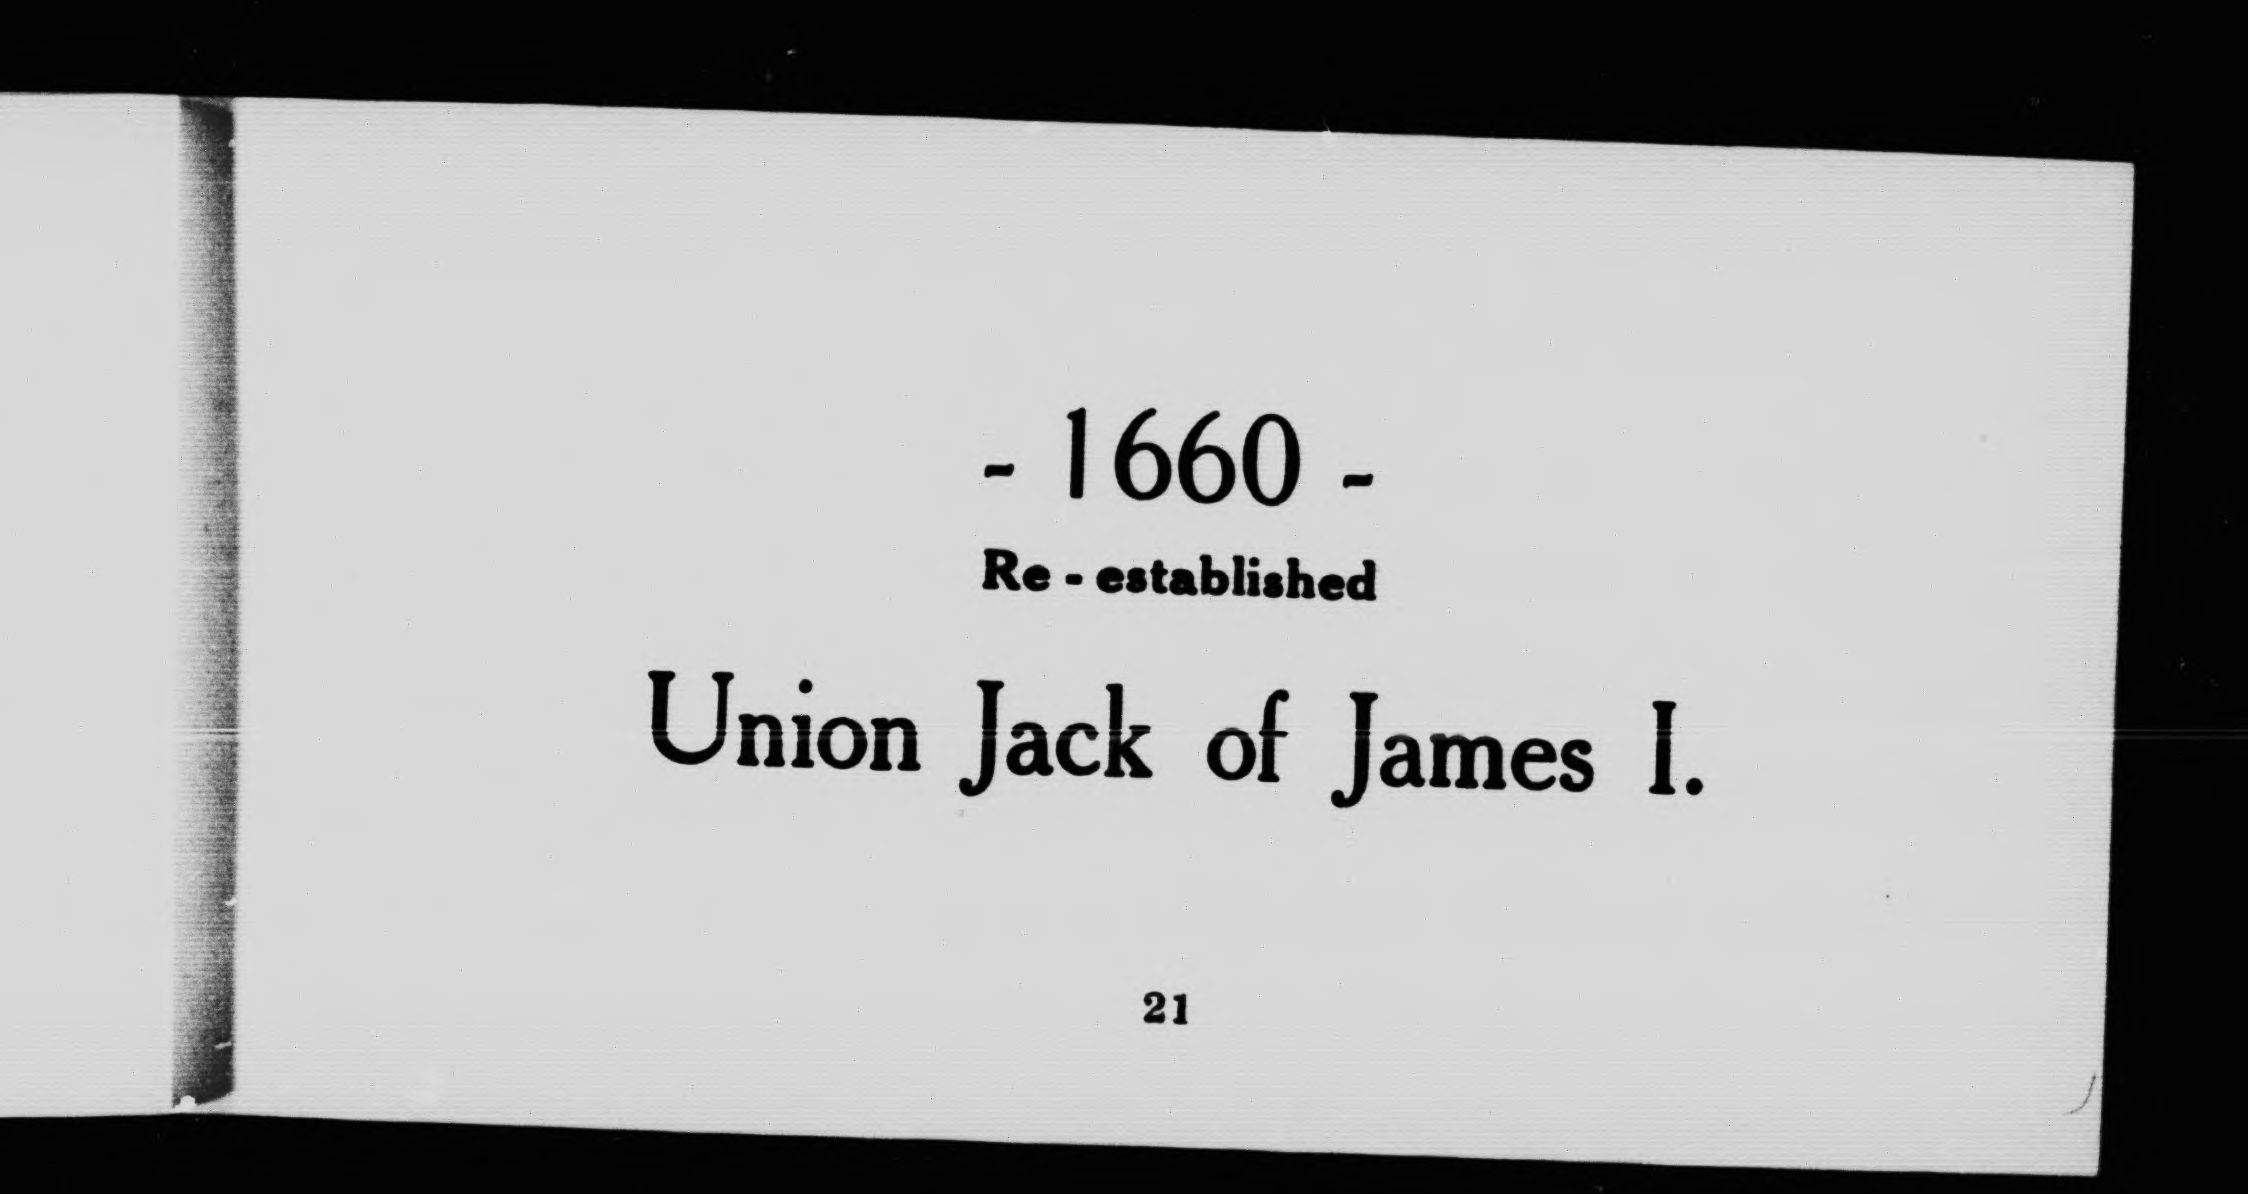 - 1660 -
Re - established
Union Jack of James I.
21